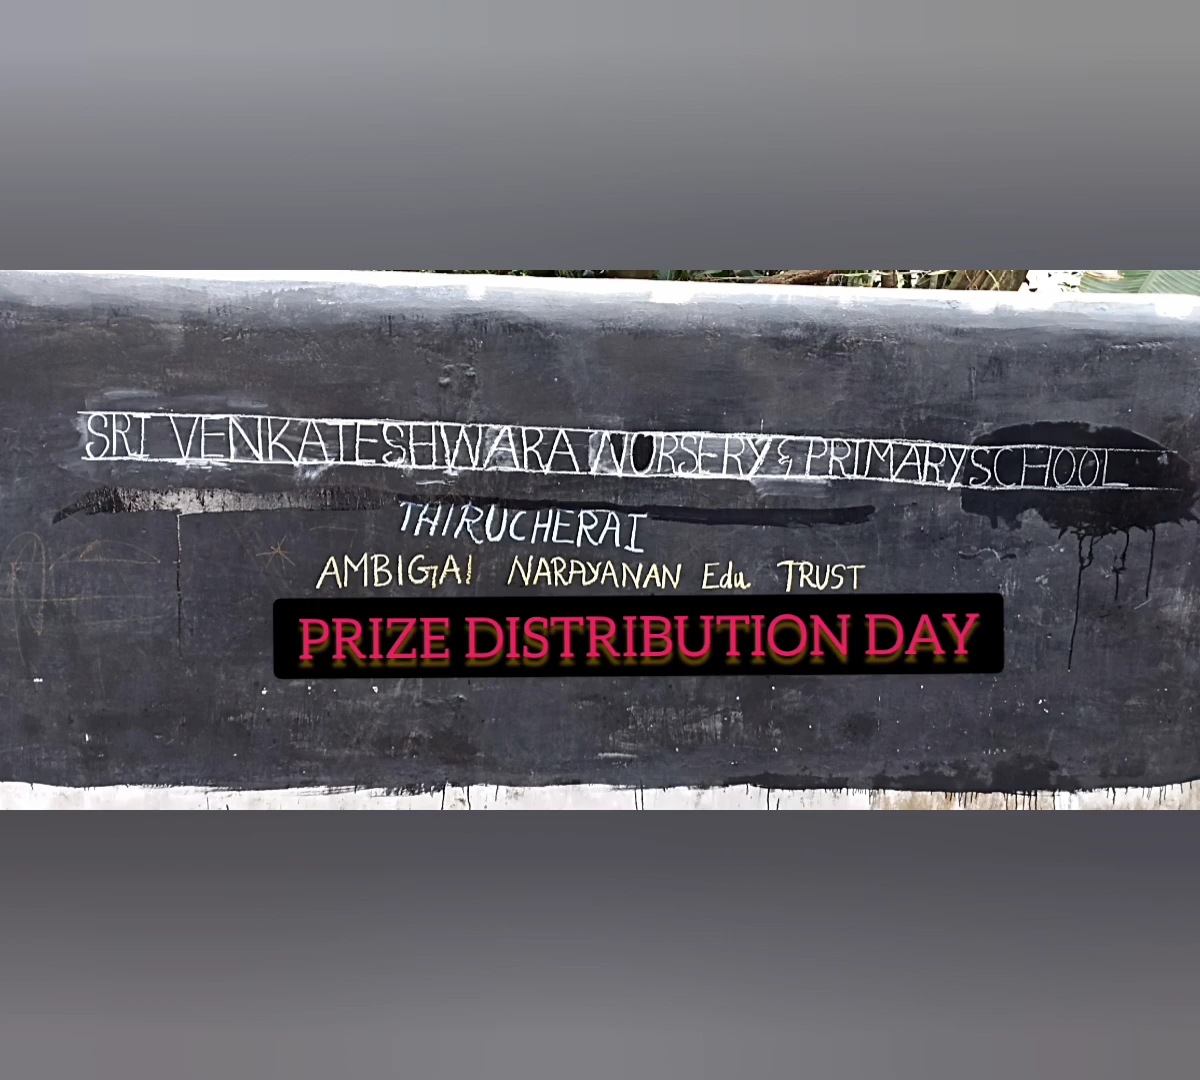 SRI VENKATESHWARA NURSERY & PRIMARY SCHOOL
THIRUCHERAI
AMBIGAI NARAYANAN Edu. TRUST
PRIZE DISTRIBUTION DAY